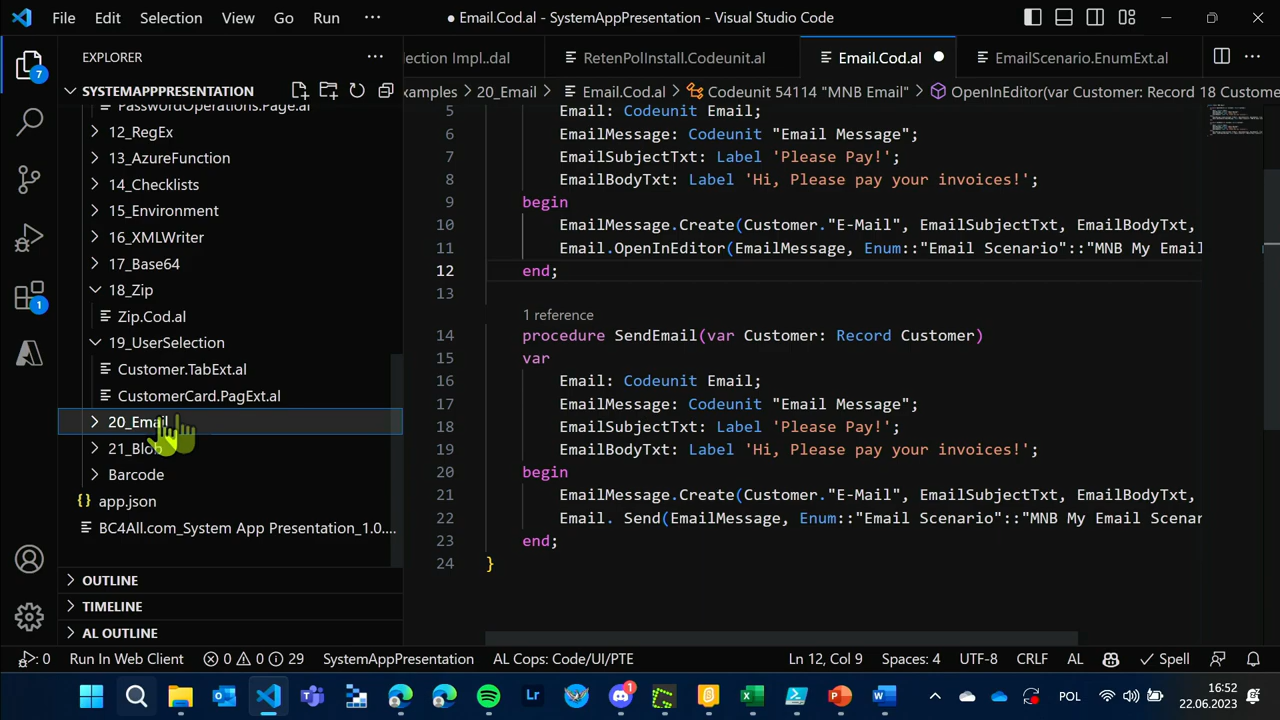 File Edit Selection View Go Run ··· ● Email.Cod.al - SystemAppPresentation - Visual Studio Code
EXPLORER ···
SYSTEMAPPPRESENTATION
PasswordOperations.Page.al
12_RegEx
13_AzureFunction
14_Checklists
15_Environment
16_XMLWriter
17_Base64
18_Zip
Zip.Cod.al
19_UserSelection
Customer.TabExt.al
CustomerCard.PagExt.al
20_Email
21_Blob
Barcode
{} app.json
BC4All.com_System App Presentation_1.0....
OUTLINE
TIMELINE
AL OUTLINE
7
1
lection Impl..dal RetenPolInstall.Codeunit.al Email.Cod.al ● EmailScenario.EnumExt.al ···
examples > 20_Email > Email.Cod.al > Codeunit 54114 "MNB Email" > OpenInEditor(var Customer: Record 18 Custome
5 Email: Codeunit Email;
6 EmailMessage: Codeunit "Email Message";
7 EmailSubjectTxt: Label 'Please Pay!';
8 EmailBodyTxt: Label 'Hi, Please pay your invoices!';
9 begin
10 EmailMessage.Create(Customer."E-Mail", EmailSubjectTxt, EmailBodyTxt,
11 Email.OpenInEditor(EmailMessage, Enum::"Email Scenario"::"MNB My Email
12 end;
13
1 reference
14 procedure SendEmail(var Customer: Record Customer)
15 var
16 Email: Codeunit Email;
17 EmailMessage: Codeunit "Email Message";
18 EmailSubjectTxt: Label 'Please Pay!';
19 EmailBodyTxt: Label 'Hi, Please pay your invoices!';
20 begin
21 EmailMessage.Create(Customer."E-Mail", EmailSubjectTxt, EmailBodyTxt,
22 Email. Send(EmailMessage, Enum::"Email Scenario"::"MNB My Email Scenar
23 end;
24 }
: 0 Run In Web Client 0 0 29 SystemAppPresentation AL Cops: Code/UI/PTE Ln 12, Col 9 Spaces: 4 UTF-8 CRLF AL Spell
Lr 1 POL 16:52
22.06.2023